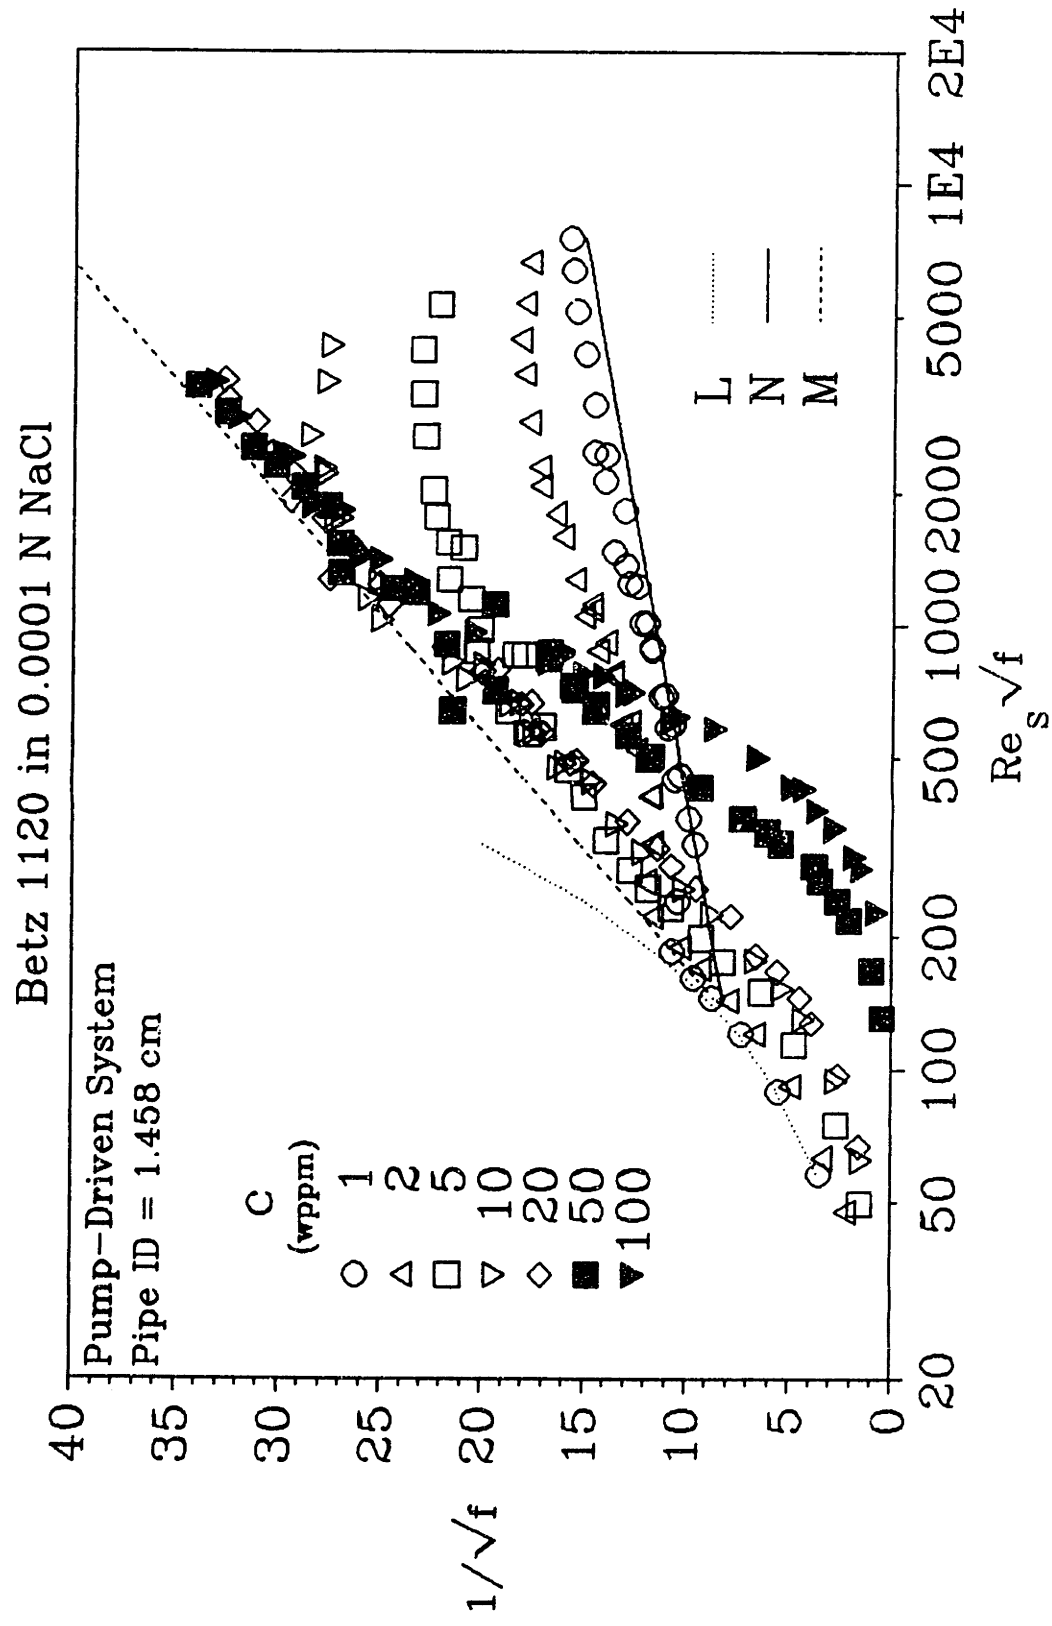 Betz 1120 in 0.0001 N NaCl
Pump-Driven System
Pipe ID = 1.458 cm
C
(wppm)
1
2
5
10
20
50
100
L
N
M
1/√f
40
35
30
25
20
15
10
5
0
20
50
100
200
500
1000
2000
5000
1E4
2E4
Re_s √f